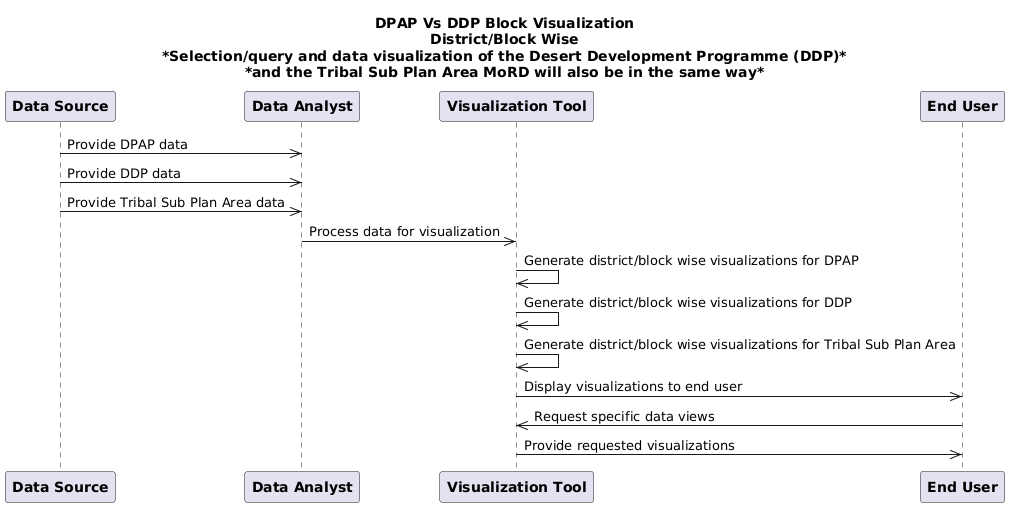 DPAP Vs DDP Block Visualization
District/Block Wise
*Selection/query and data visualization of the Desert Development Programme (DDP)*
*and the Tribal Sub Plan Area MoRD will also be in the same way*
Data Source
Data Analyst
Visualization Tool
End User
Provide DPAP data
Provide DDP data
Provide Tribal Sub Plan Area data
Process data for visualization
Generate district/block wise visualizations for DPAP
Generate district/block wise visualizations for DDP
Generate district/block wise visualizations for Tribal Sub Plan Area
Display visualizations to end user
Request specific data views
Provide requested visualizations
Data Source
Data Analyst
Visualization Tool
End User